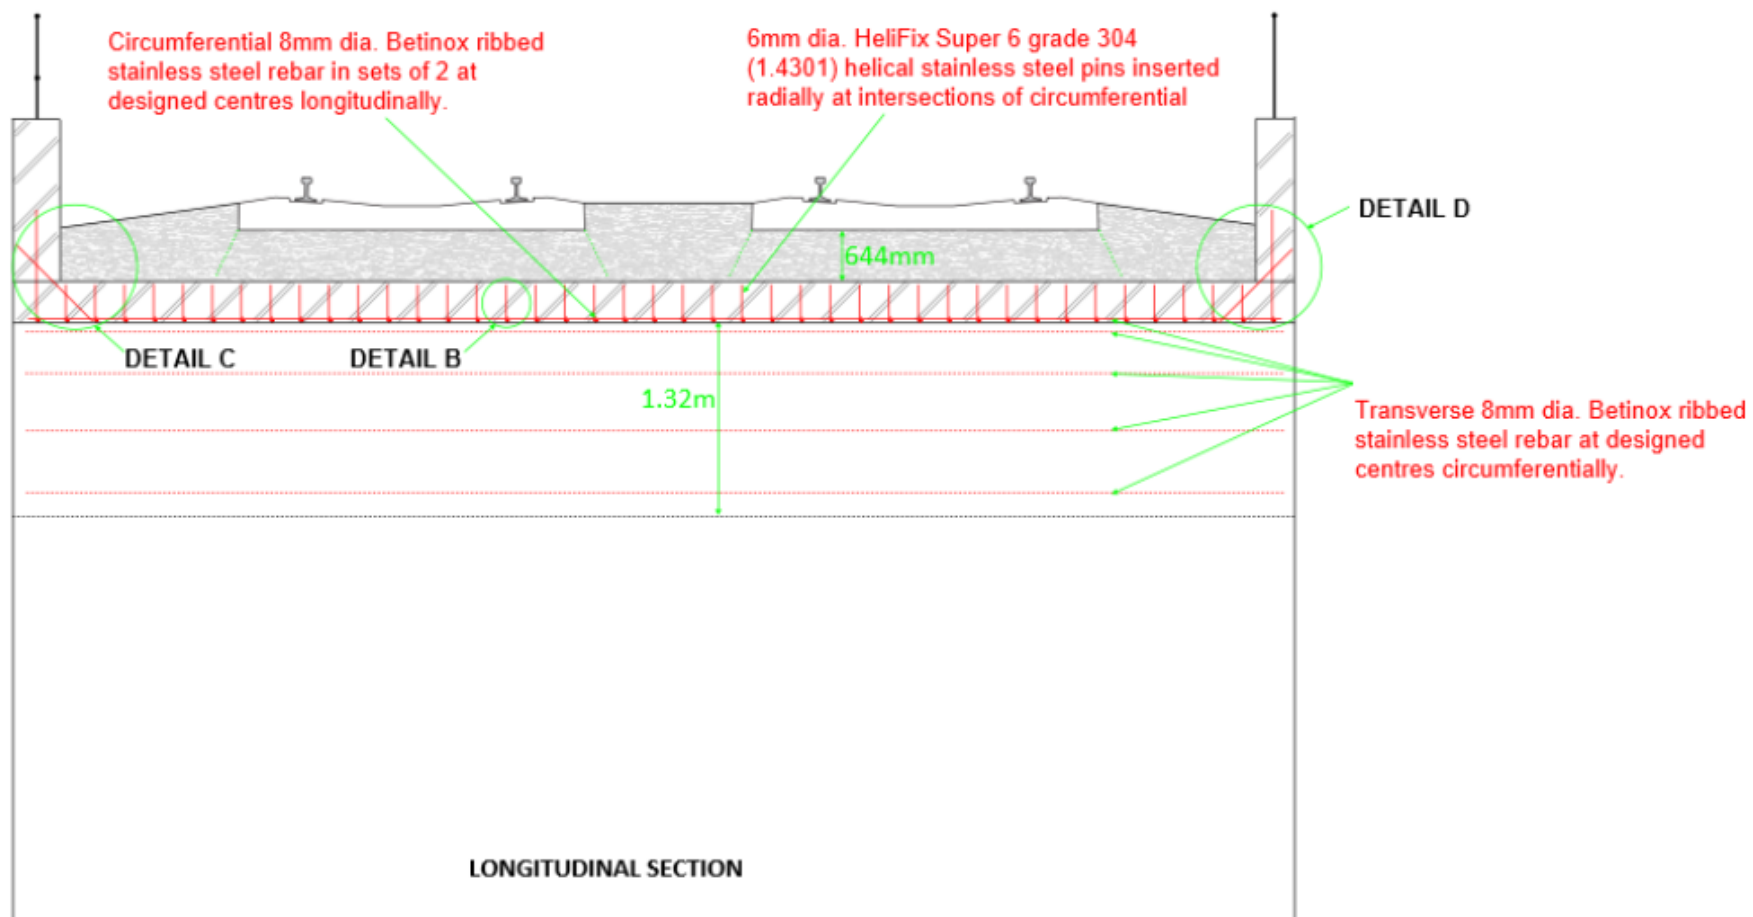 Circumferential 8mm dia. Betinox ribbed
stainless steel rebar in sets of 2 at
designed centres longitudinally.
6mm dia. HeliFix Super 6 grade 304
(1.4301) helical stainless steel pins inserted
radially at intersections of circumferential
DETAIL D
644mm
DETAIL C
DETAIL B
1.32m
Transverse 8mm dia. Betinox ribbed
stainless steel rebar at designed
centres circumferentially.
LONGITUDINAL SECTION